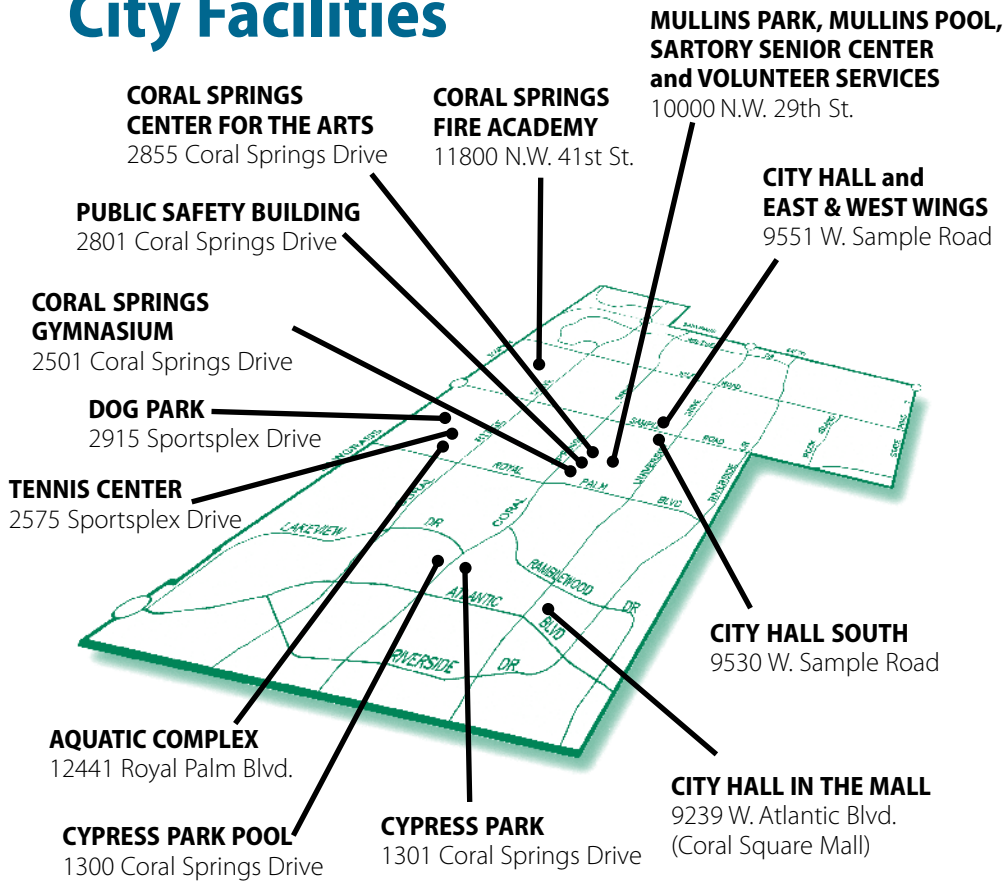 City Facilities
MULLINS PARK, MULLINS POOL,
SARTORY SENIOR CENTER
and VOLUNTEER SERVICES
10000 N.W. 29th St.
CORAL SPRINGS
CENTER FOR THE ARTS
2855 Coral Springs Drive
CORAL SPRINGS
FIRE ACADEMY
11800 N.W. 41st St.
CITY HALL and
EAST & WEST WINGS
9551 W. Sample Road
PUBLIC SAFETY BUILDING
2801 Coral Springs Drive
CORAL SPRINGS
GYMNASIUM
2501 Coral Springs Drive
DOG PARK
2915 Sportsplex Drive
TENNIS CENTER
2575 Sportsplex Drive
ROAD
SAMPLE
ROAD
ROYAL
PALM
BLVD
RIVERSIDE
CORAL
LAKEVIEW
DR
RAMBLEWOOD
DR
ATLANTIC
BLVD
RIVERSIDE
DR.
CITY HALL SOUTH
9530 W. Sample Road
AQUATIC COMPLEX
12441 Royal Palm Blvd.
CITY HALL IN THE MALL
9239 W. Atlantic Blvd.
(Coral Square Mall)
CYPRESS PARK POOL
1300 Coral Springs Drive
CYPRESS PARK
1301 Coral Springs Drive